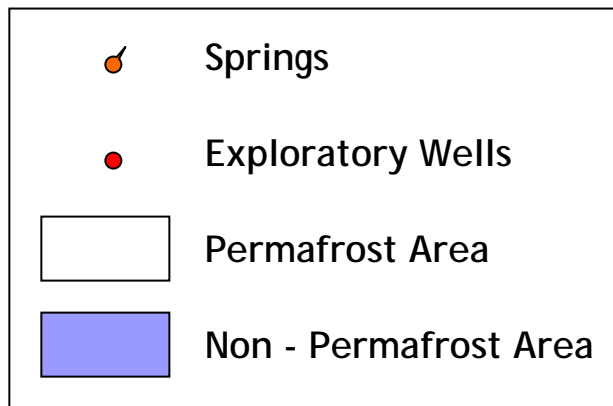 Springs
Exploratory Wells
Permafrost Area
Non - Permafrost Area